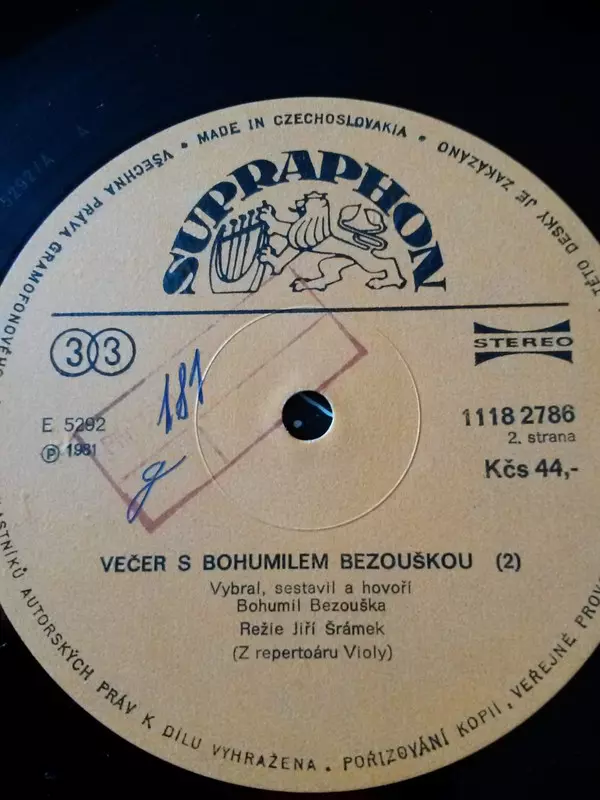 MADE IN CZECHOSLOVAKIA
SUPRAPHON
33
STEREO
E 5292
℗ 1981
181
1118 2786
2. strana
Kčs 44,-
VEČER S BOHUMILEM BEZOUŠKOU (2)
Vybral, sestavil a hovoří
Bohumil Bezouška
Režie Jiří Šrámek
(Z repertoáru Violy)
VŠECHNA PRÁVA GRAMOFONOVÉHO
AUTORSKÝCH PRÁV K DÍLU VYHRAŽENA. POŘIZOVÁNÍ KOPIÍ, VEŘEJNÉ
TÉTO DESKY JE ZAKÁZÁNO
5292/A